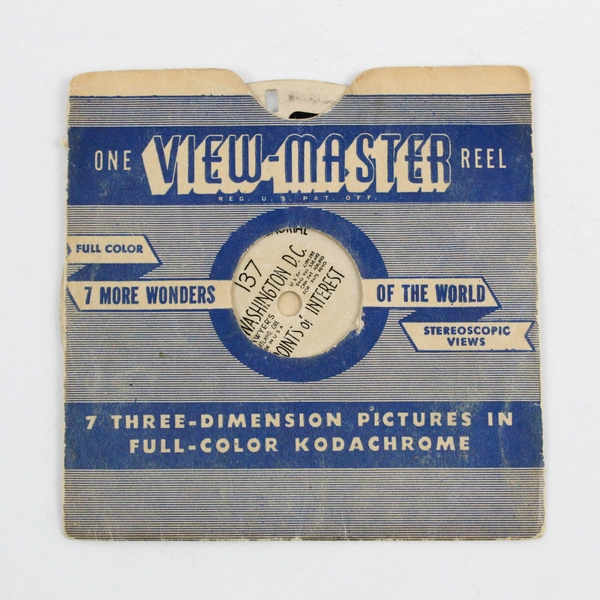 ONE VIEW-MASTER REEL
REG. U.S. PAT. OFF.
FULL COLOR
7 MORE WONDERS OF THE WORLD
STEREOSCOPIC
VIEWS
137
WASHINGTON D.C.
POINTS of INTEREST
7 THREE-DIMENSION PICTURES IN
FULL-COLOR KODACHROME